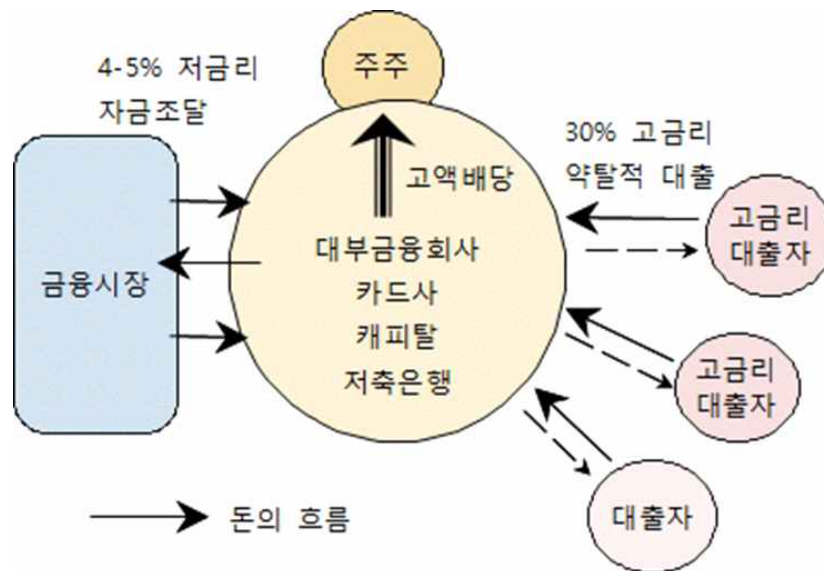 4-5% 저금리
자금조달
주주
30% 고금리
약탈적 대출
고액배당
고금리
대출자
금융시장
대부금융회사
카드사
캐피탈
저축은행
고금리
대출자
대출자
돈의 흐름